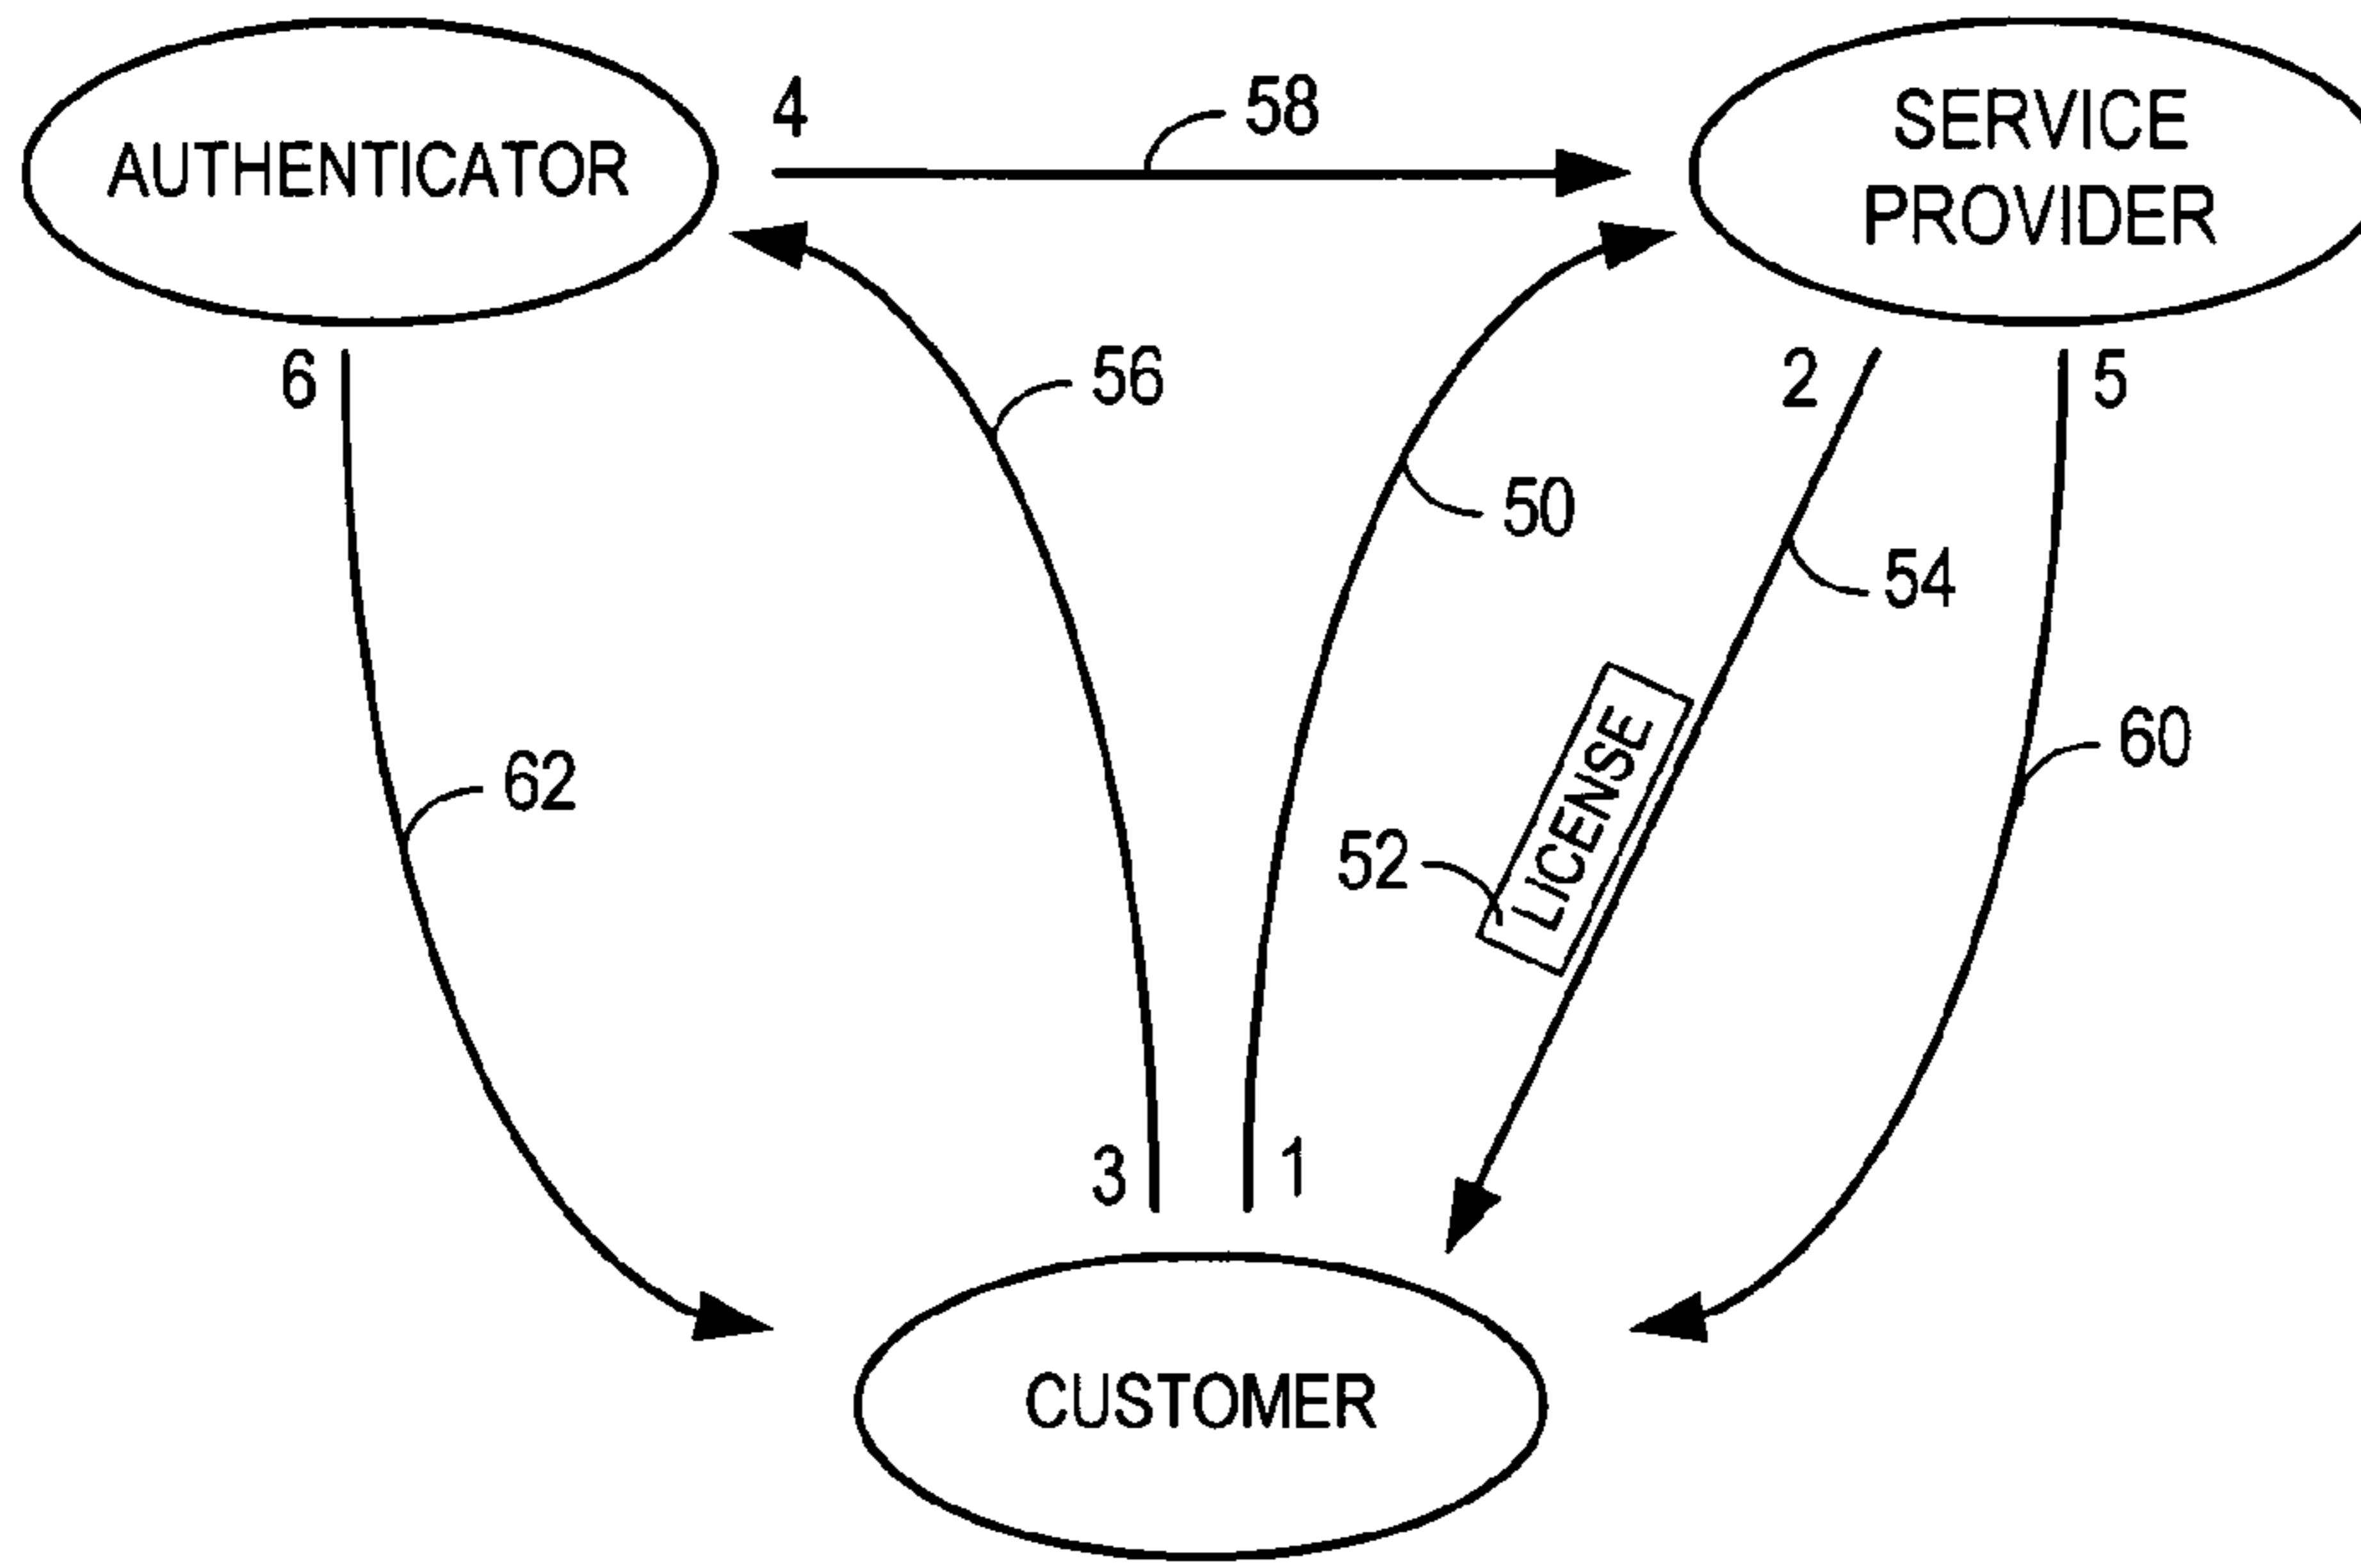 AUTHENTICATOR
4
58
SERVICE
PROVIDER
6
56
2
5
50
54
62
52
LICENSE
60
3
1
CUSTOMER